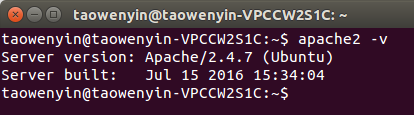 taowenyin@taowenyin-VPCCW2S1C: ~
taowenyin@taowenyin-VPCCW2S1C:~$ apache2 -v
Server version: Apache/2.4.7 (Ubuntu)
Server built:   Jul 15 2016 15:34:04
taowenyin@taowenyin-VPCCW2S1C:~$